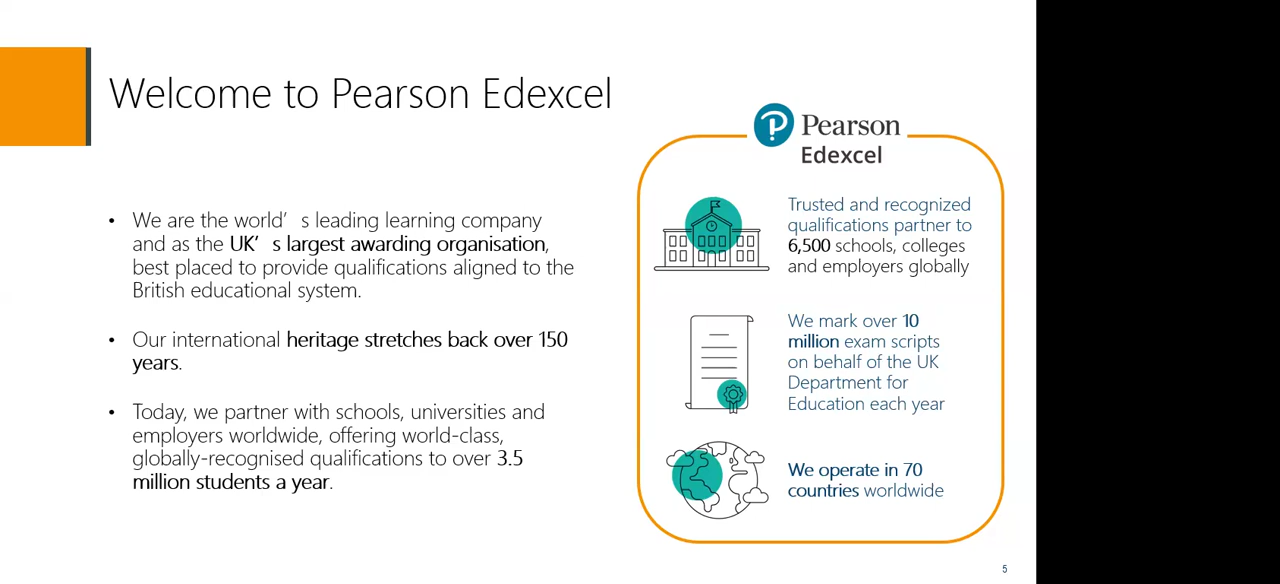 Welcome to Pearson Edexcel
• We are the world’s leading learning company
and as the UK’s largest awarding organisation,
best placed to provide qualifications aligned to the
British educational system.
• Our international heritage stretches back over 150
years.
• Today, we partner with schools, universities and
employers worldwide, offering world-class,
globally-recognised qualifications to over 3.5
million students a year.
Pearson
Edexcel
Trusted and recognized
qualifications partner to
6,500 schools, colleges
and employers globally
We mark over 10
million exam scripts
on behalf of the UK
Department for
Education each year
We operate in 70
countries worldwide
5